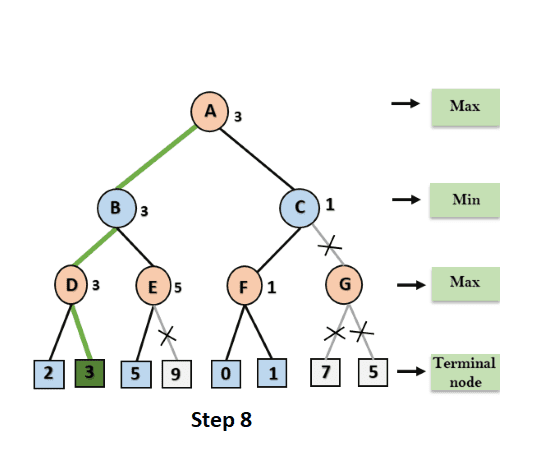 A 3 Max
B 3 C 1 Min
D 3 E 5 F 1 G Max
2 3 5 9 0 1 7 5 Terminal
node
Step 8